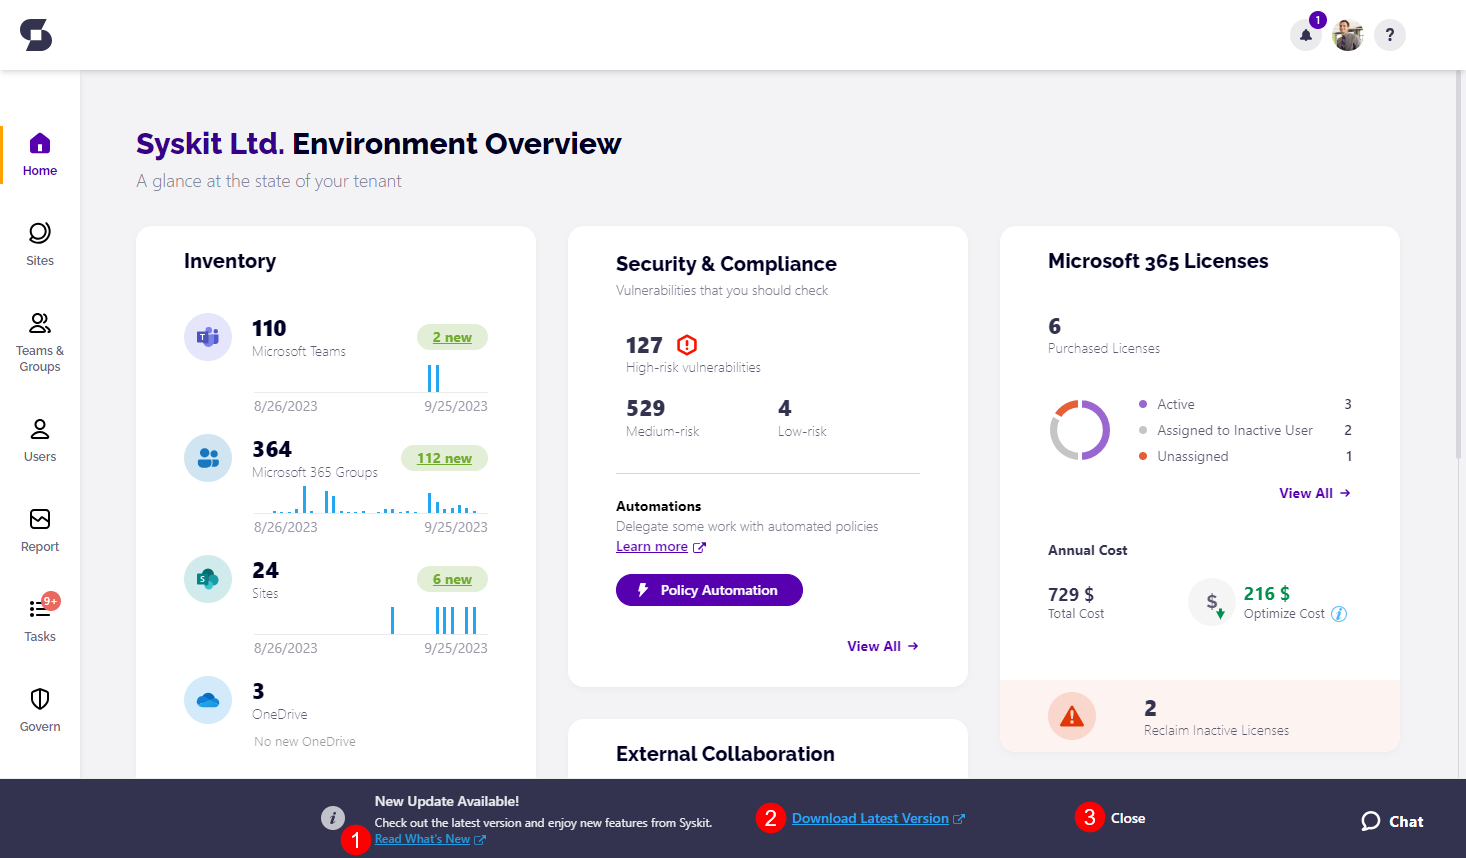 1
?
Home
Sites
Teams &
Groups
Users
Report
9+
Tasks
Govern
Syskit Ltd. Environment Overview
A glance at the state of your tenant
Inventory
T
110
Microsoft Teams
2 new
8/26/2023 9/25/2023
364
Microsoft 365 Groups
112 new
8/26/2023 9/25/2023
S
24
Sites
6 new
8/26/2023 9/25/2023
3
OneDrive
No new OneDrive
Security & Compliance
Vulnerabilities that you should check
127
High-risk vulnerabilities
529
Medium-risk
4
Low-risk
Automations
Delegate some work with automated policies
Learn more
Policy Automation
View All
External Collaboration
Microsoft 365 Licenses
6
Purchased Licenses
Active 3
Assigned to Inactive User 2
Unassigned 1
View All
Annual Cost
729 $
Total Cost
$
216 $
Optimize Cost i
2
Reclaim Inactive Licenses
i
New Update Available!
Check out the latest version and enjoy new features from Syskit.
1 Read What's New
2 Download Latest Version
3 Close
Chat